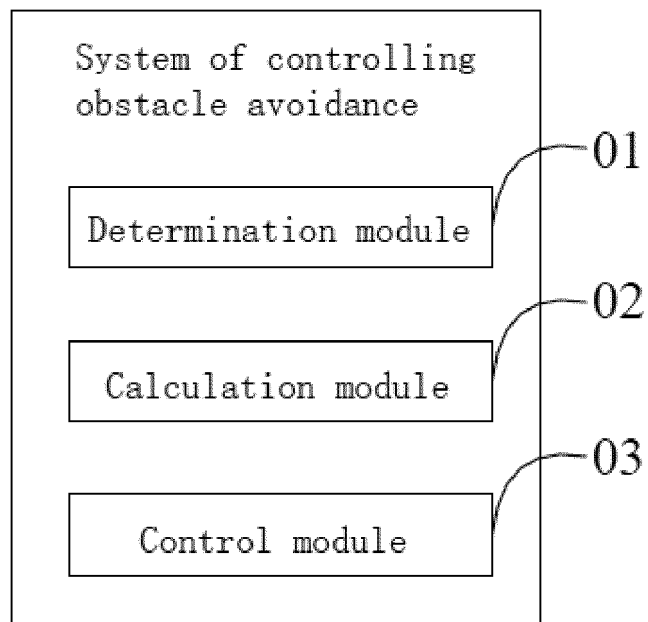 System of controlling
obstacle avoidance
01
Determination module
02
Calculation module
03
Control module